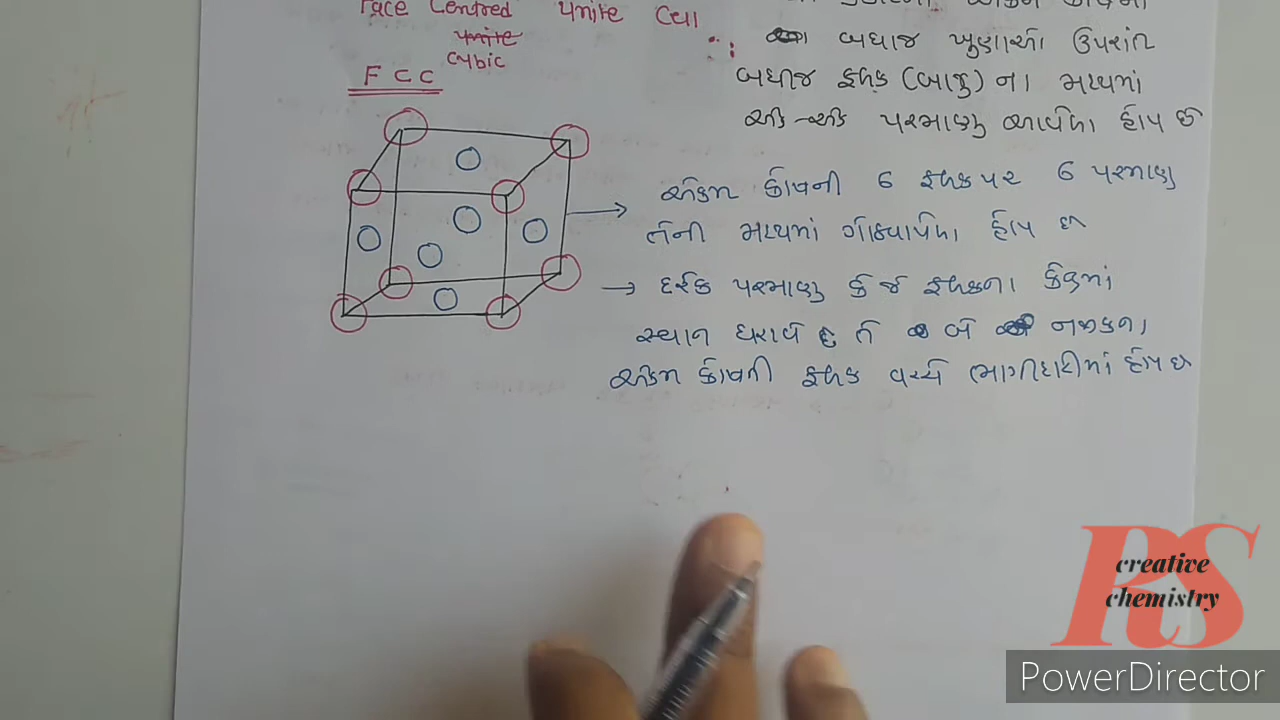 Face Centred Unite Cell
unite
cubic
FCC
બધાજ ખુણાઓ ઉપરાંત
બધાજ ફલક (બાજુ) ના મધ્યમાં
એક-એક પરમાણુ આવેલા હોય છે
એકમ કોષની 6 ફલક પર 6 પરમાણુ
તેની મધ્યમાં ગોઠવાયેલા હોય છે
→ દરેક પરમાણુ કે જે ફલકના કેન્દ્રમાં
સ્થાન ધરાવે છે તે બે નજીકના
એકમ કોષની ફલક વચ્ચે ભાગીદારીમાં હોય છે
RS
creative
chemistry
PowerDirector